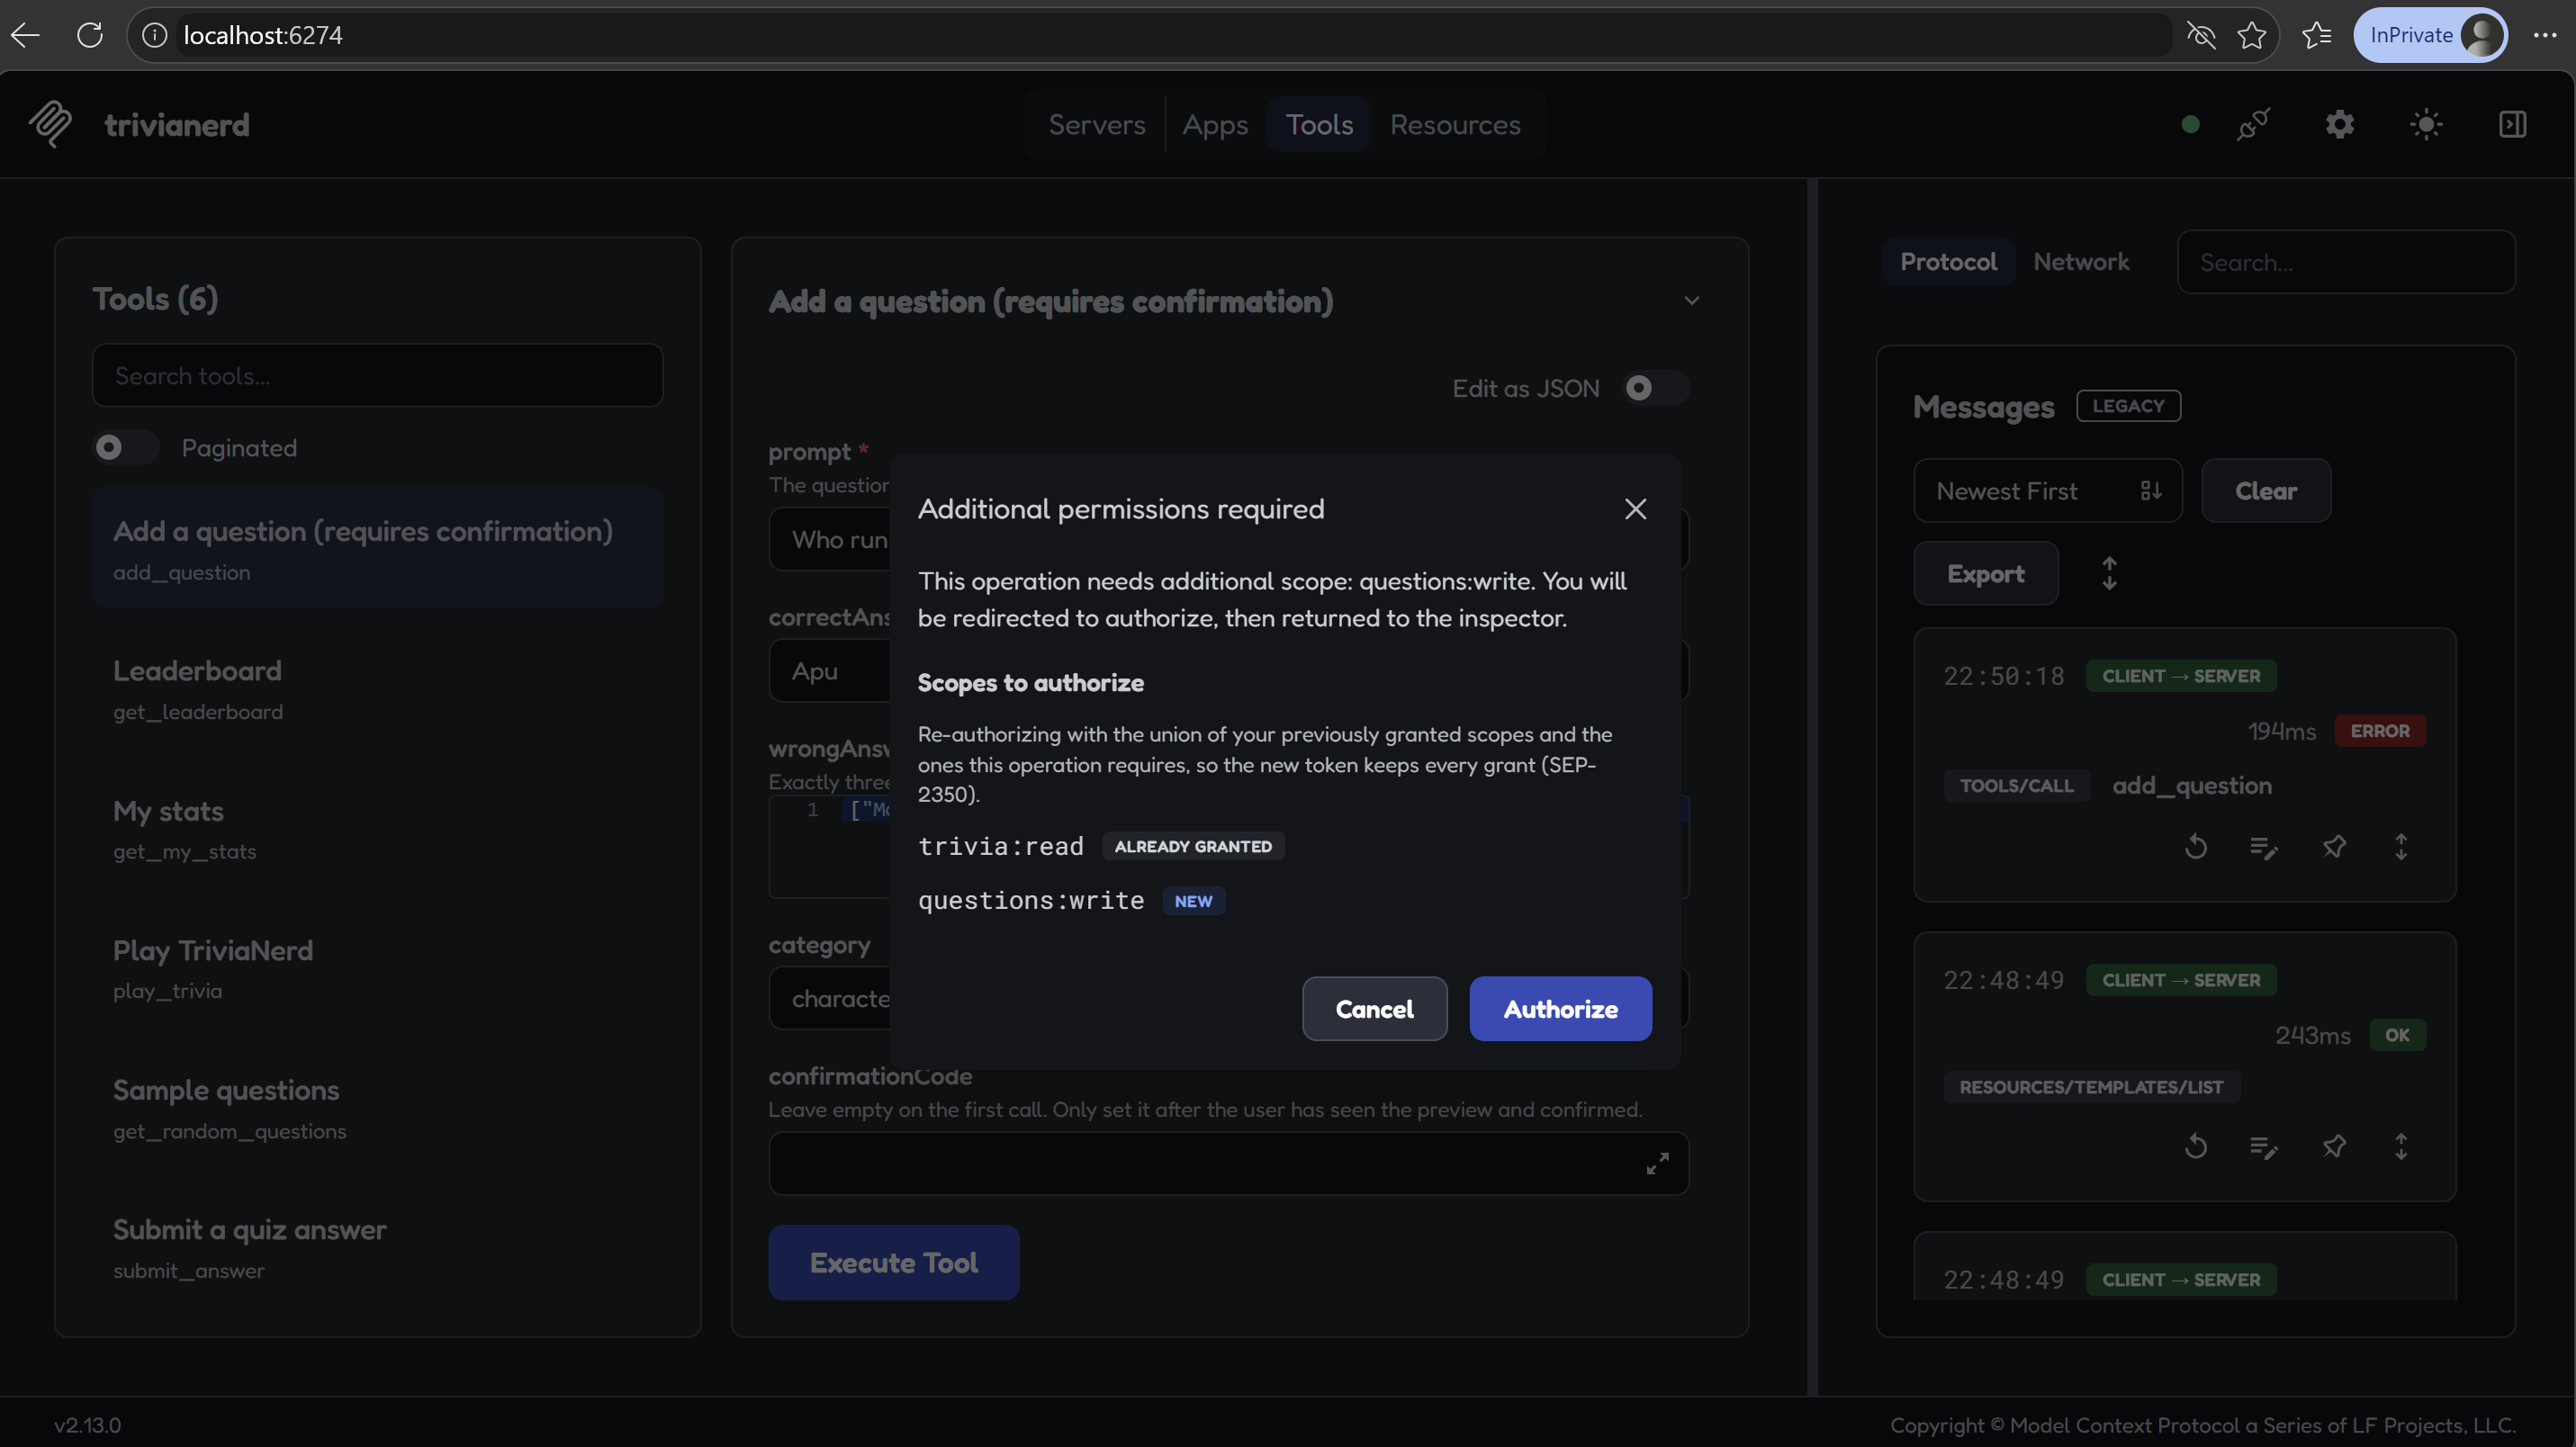 localhost:6274
InPrivate
trivianerd
Servers
Apps
Tools
Resources
Tools (6)
Search tools...
Paginated
Add a question (requires confirmation)
add_question
Leaderboard
get_leaderboard
My stats
get_my_stats
Play TriviaNerd
play_trivia
Sample questions
get_random_questions
Submit a quiz answer
submit_answer
Add a question (requires confirmation)
Edit as JSON
prompt *
The question
Who run
correctAns
Apu
wrongAnsw
Exactly three
1
category
characte
confirmationCode
Leave empty on the first call. Only set it after the user has seen the preview and confirmed.
Execute Tool
Additional permissions required
This operation needs additional scope: questions:write. You will
be redirected to authorize, then returned to the inspector.
Scopes to authorize
Re-authorizing with the union of your previously granted scopes and the
ones this operation requires, so the new token keeps every grant (SEP-
2350).
trivia:read ALREADY GRANTED
questions:write NEW
Cancel
Authorize
Protocol
Network
Search...
Messages LEGACY
Newest First
Clear
Export
22:50:18 CLIENT → SERVER
194ms ERROR
TOOLS/CALL add_question
22:48:49 CLIENT → SERVER
243ms OK
RESOURCES/TEMPLATES/LIST
22:48:49 CLIENT → SERVER
v2.13.0
Copyright © Model Context Protocol a Series of LF Projects, LLC.